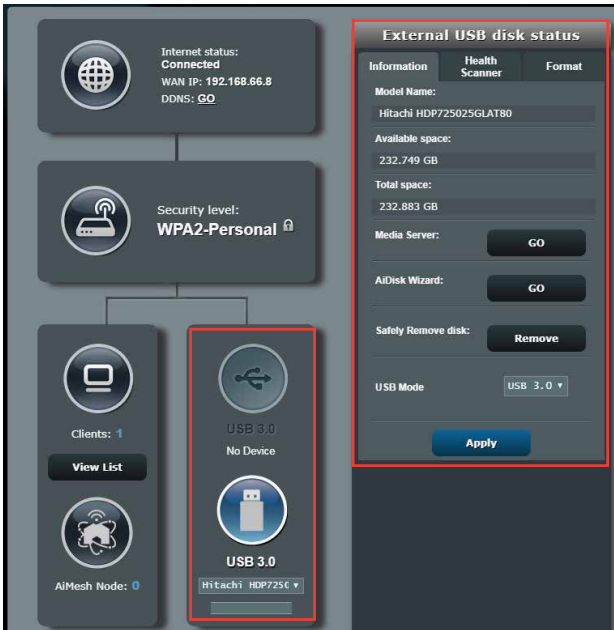 Internet status:
Connected
WAN IP: 192.168.66.8
DDNS: GO
Security level:
WPA2-Personal
Clients: 1
View List
AiMesh Node: 0
USB 3.0
No Device
USB 3.0
Hitachi HDP7250
External USB disk status
Information
Health
Scanner
Format
Model Name:
Hitachi HDP725025GLAT80
Available space:
232.749 GB
Total space:
232.883 GB
Media Server:
GO
AiDisk Wizard:
GO
Safely Remove disk:
Remove
USB Mode
USB 3.0
Apply